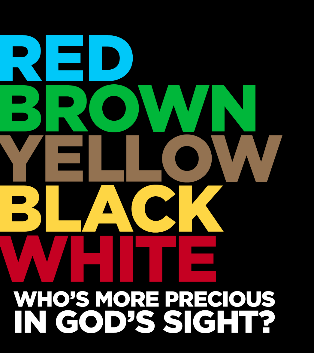 RED
BROWN
YELLOW
BLACK
WHITE
WHO'S MORE PRECIOUS
IN GOD'S SIGHT?